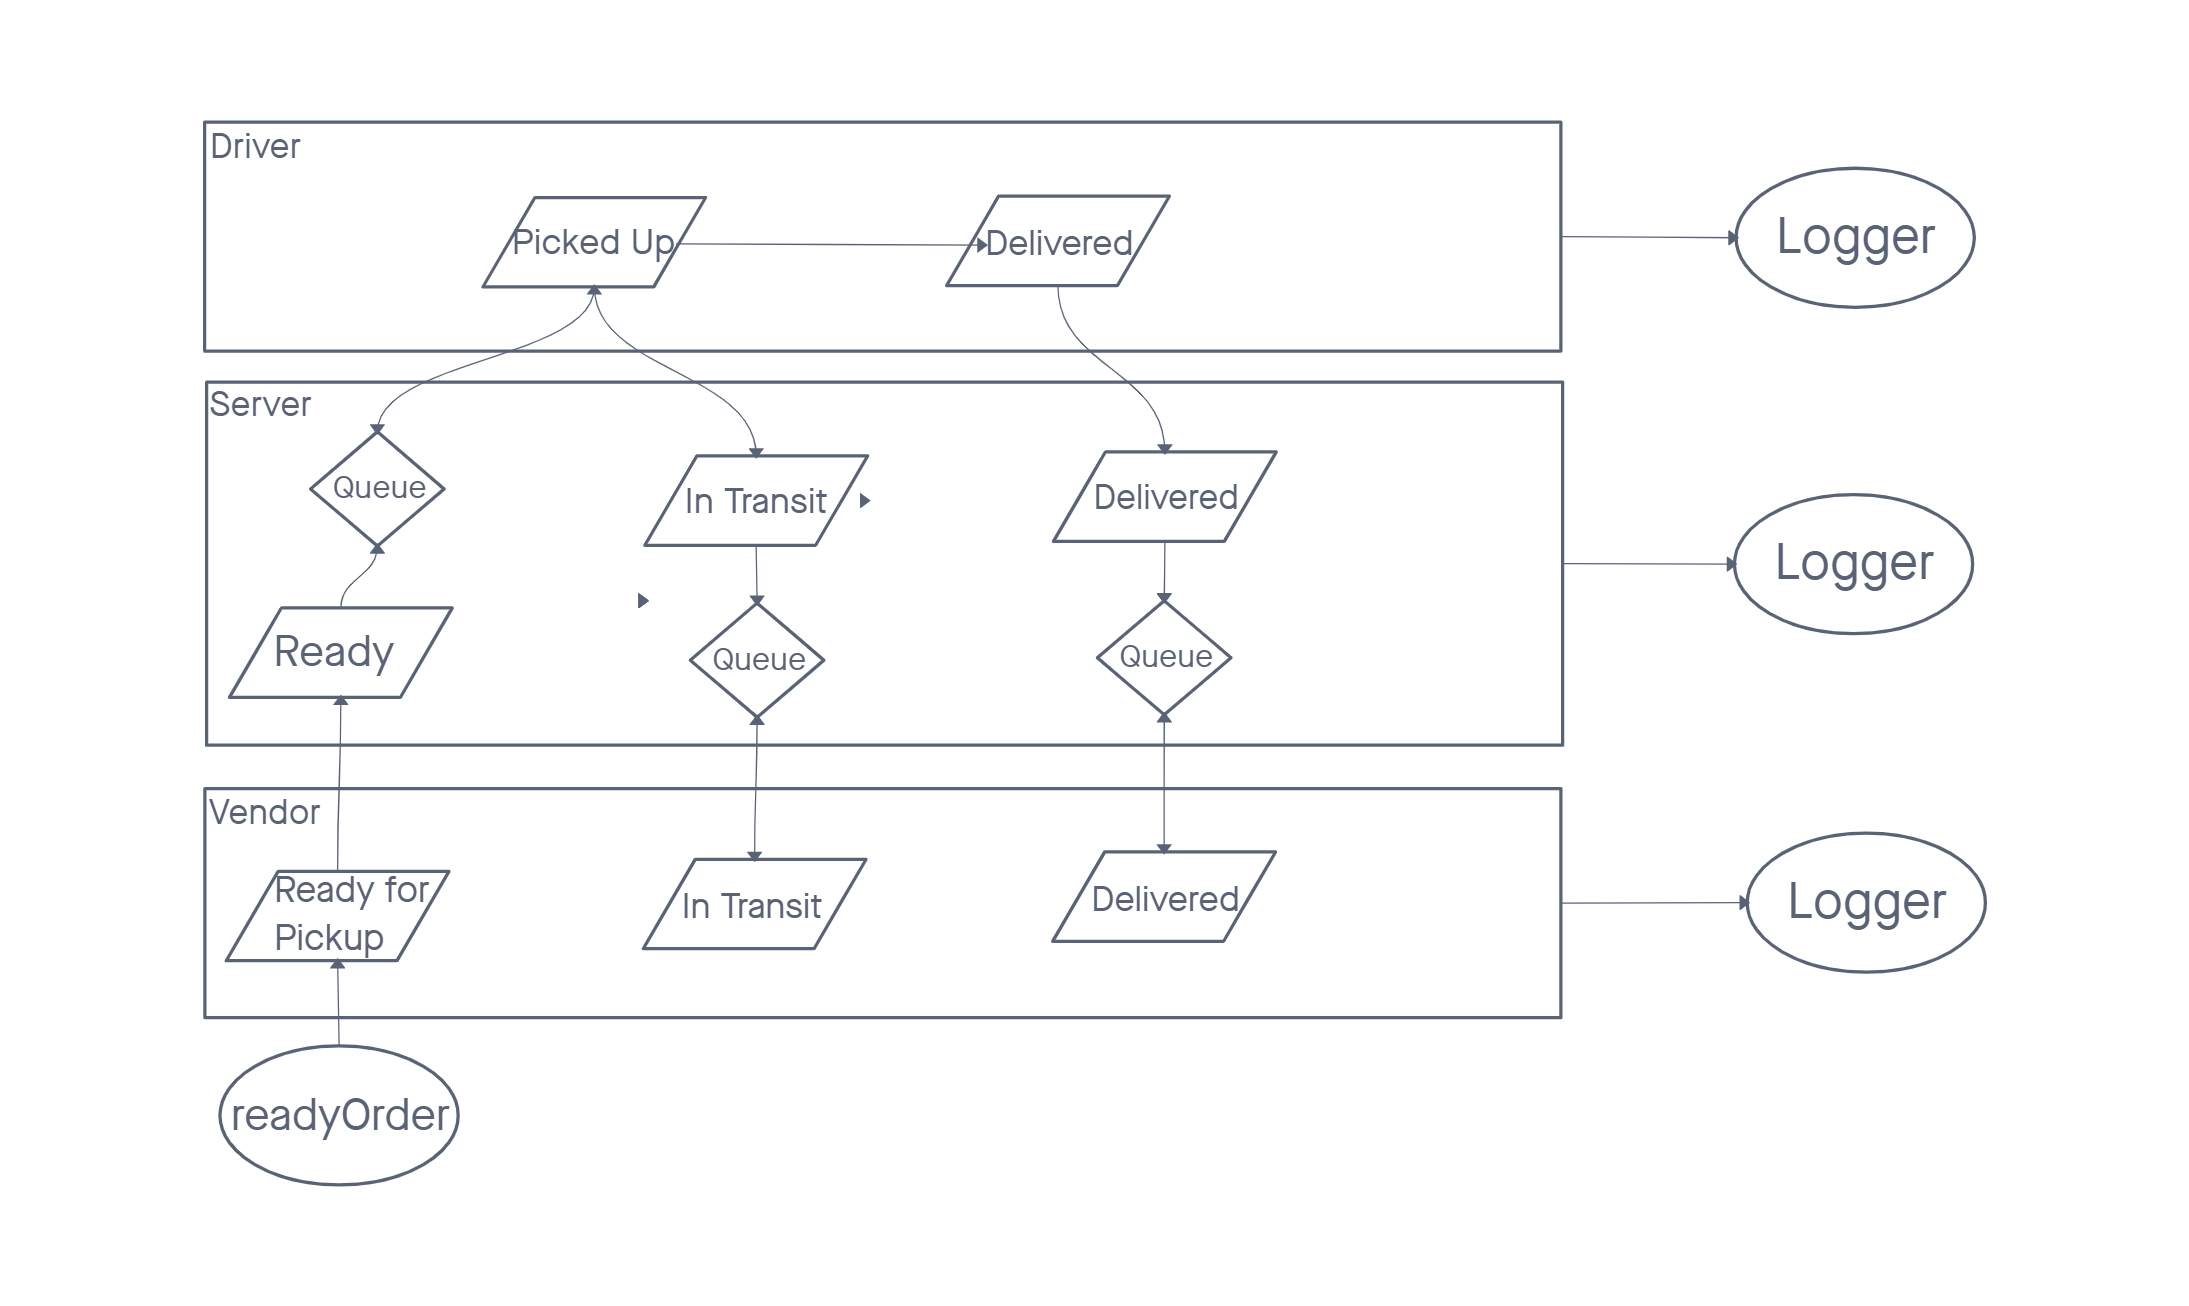 Driver
Picked Up
Delivered
Logger
Server
Queue
In Transit
Delivered
Logger
Ready
Queue
Queue
Vendor
Ready for
Pickup
In Transit
Delivered
Logger
readyOrder